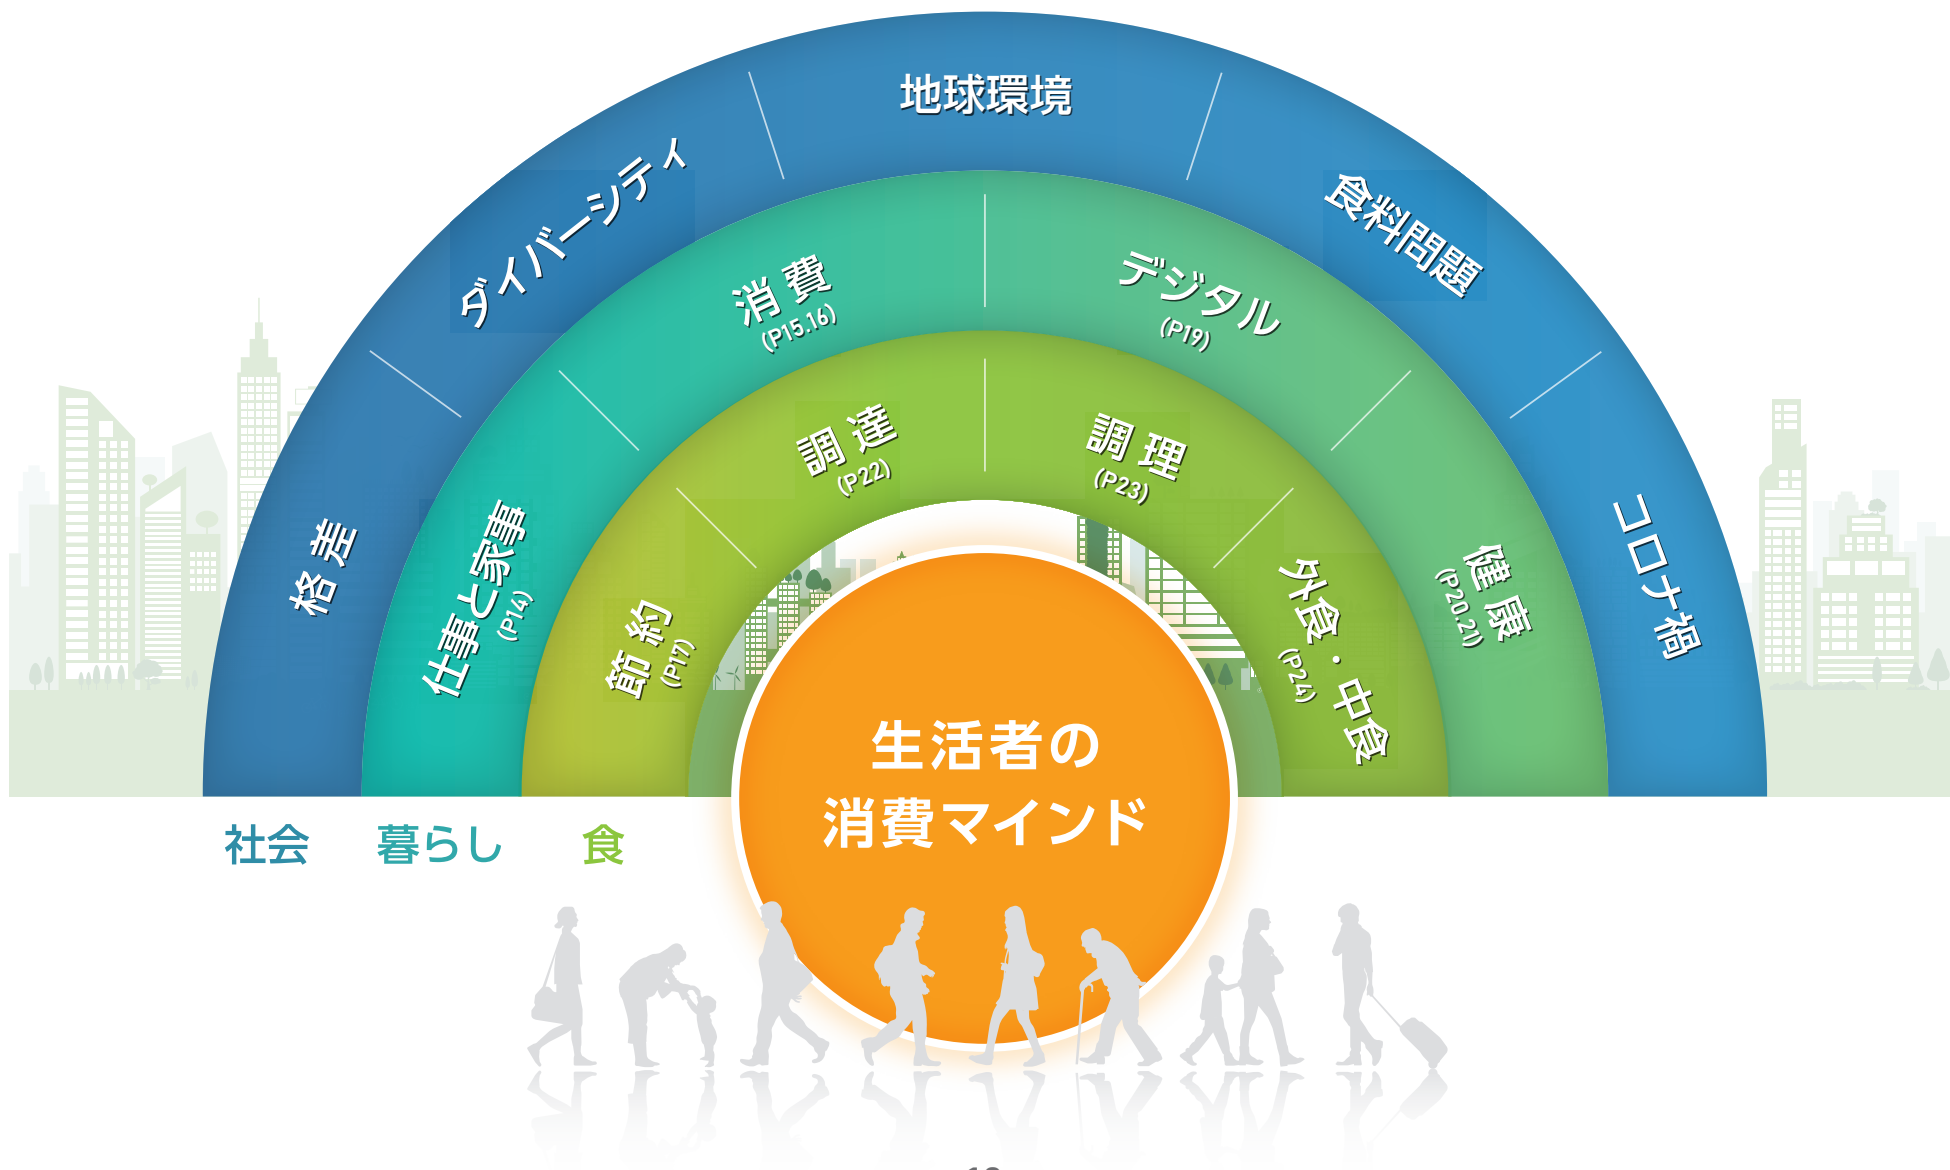 地球環境
ダイバーシティ
食料問題
格差
コロナ禍
消費
(P15.16)
デジタル
(P19)
仕事と家事
(P14)
健康
(P20.21)
調達
(P22)
調理
(P23)
節約
(P17)
外食・中食
(P24)
生活者の
消費マインド
社会
暮らし
食